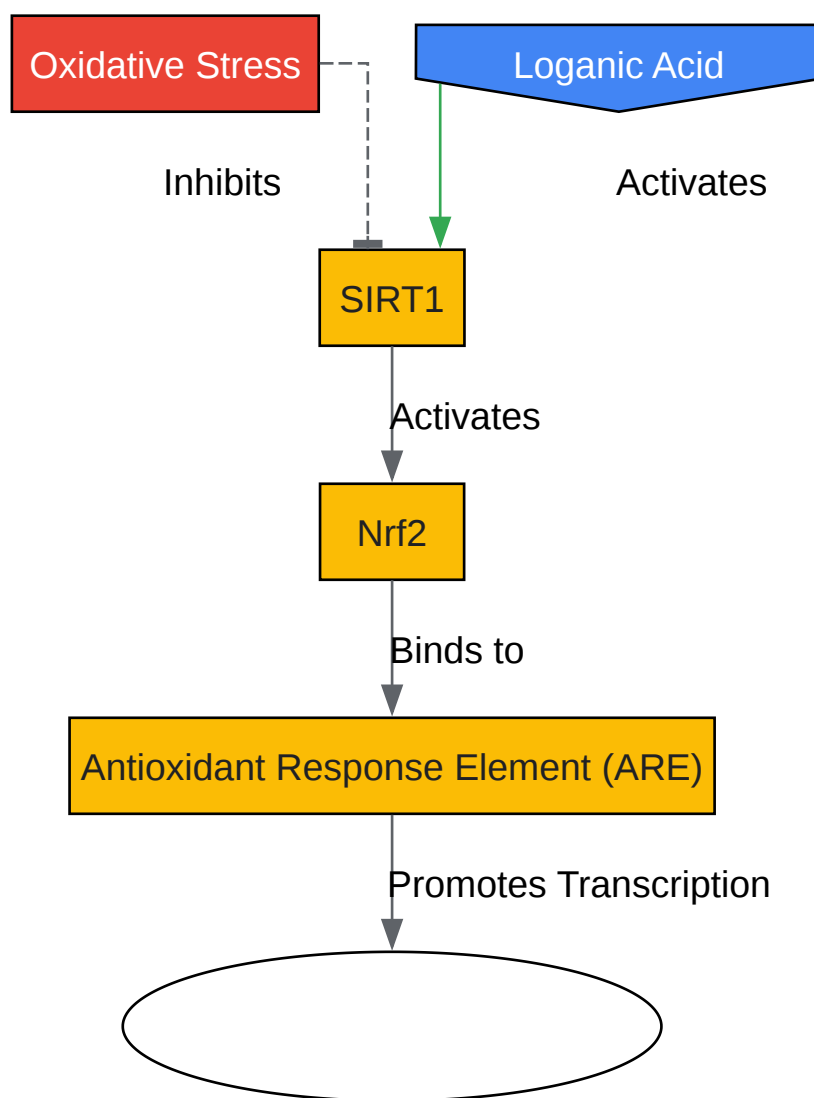 Oxidative Stress
Loganic Acid
Inhibits
Activates
SIRT1
Activates
Nrf2
Binds to
Antioxidant Response Element (ARE)
Promotes Transcription